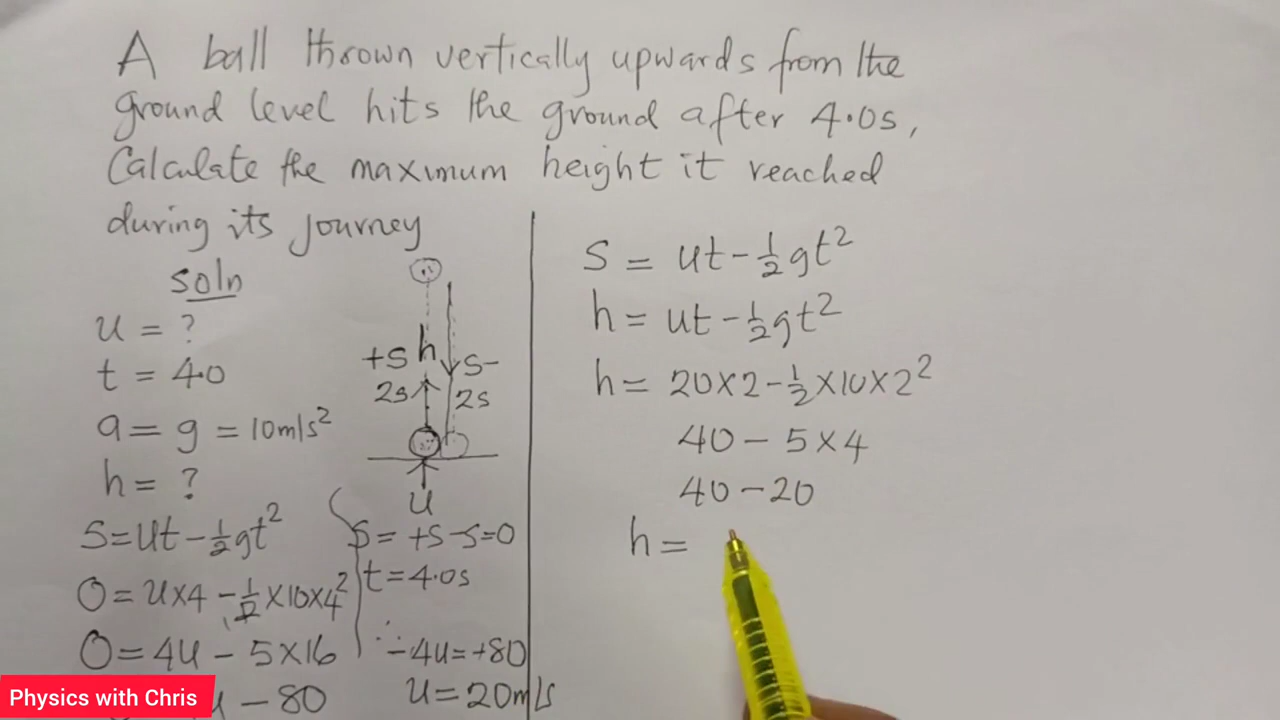 A ball thrown vertically upwards from the
ground level hits the ground after 4.0s,
Calculate the maximum height it reached
during its journey
soln
u = ?
t = 4.0
a = g = 10m/s²
h = ?
S=ut-½gt²
0=u×4-½×10×4²
0=4u-5×16
-80
+S h S-
2s 2s
u
S=+S-S=0
t=4.0s
∴-4u=+80
u=20m/s
S = ut-½gt²
h = ut-½gt²
h = 20×2-½×10×2²
40 - 5×4
40-20
h =
Physics with Chris